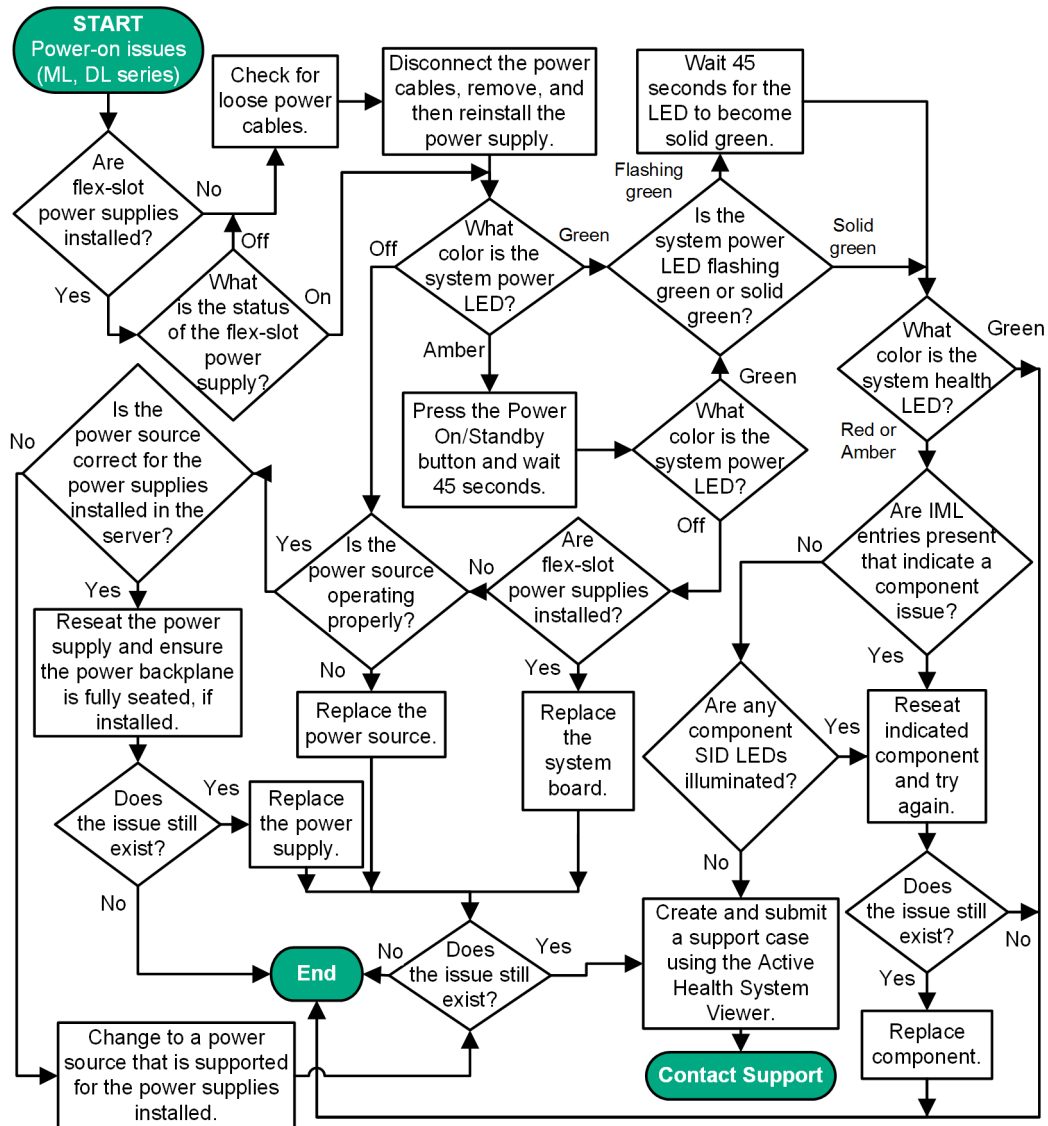 START
Power-on issues
(ML, DL series)
Check for
loose power
cables.
Disconnect the power
cables, remove, and
then reinstall the
power supply.
Wait 45
seconds for the
LED to become
solid green.
Are
flex-slot
power supplies
installed?
No
Yes
Off
What
is the status
of the flex-slot
power
supply?
On
Off
What
color is the
system power
LED?
Green
Amber
Flashing
green
Is the
system power
LED flashing
green or solid
green?
Solid
green
What
color is the
system health
LED?
Green
Red or
Amber
Press the Power
On/Standby
button and wait
45 seconds.
Green
What
color is the
system power
LED?
Off
No
Is the
power source
correct for the
power supplies
installed in the
server?
Yes
Yes
Is the
power source
operating
properly?
No
No
Are
flex-slot
power supplies
installed?
Yes
Are IML
entries present
that indicate a
component
issue?
No
Yes
Reseat the power
supply and ensure
the power backplane
is fully seated, if
installed.
Replace the
power source.
Replace
the
system
board.
Are any
component
SID LEDs
illuminated?
Yes
No
Reseat
indicated
component
and try
again.
Does
the issue still
exist?
Yes
No
Replace
the power
supply.
Does
the issue still
exist?
No
Yes
Replace
component.
End
No
Does
the issue still
exist?
Yes
Create and submit
a support case
using the Active
Health System
Viewer.
Contact Support
Change to a power
source that is supported
for the power supplies
installed.